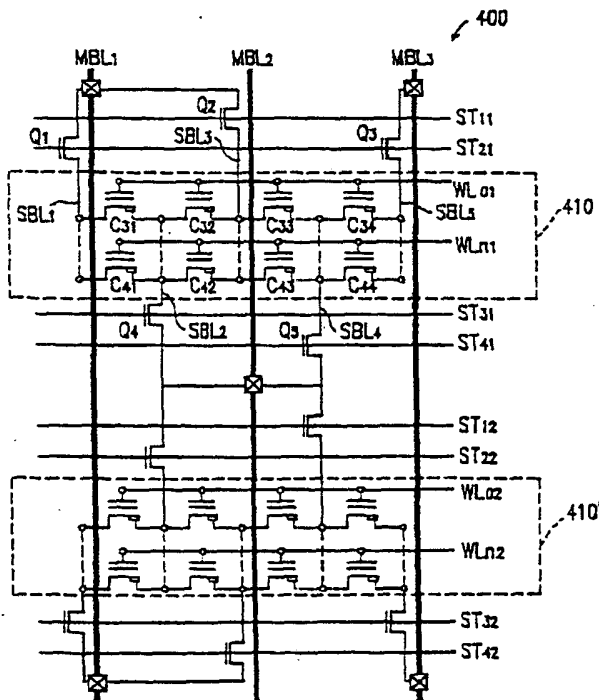 400
MBL1 MBL2 MBL3
Q2 ST11
Q1 SBL3 Q3 ST21
WL01
SBL1 SBL5 410
C31 C32 C33 C34
WLn1
C41 C42 C43 C44
ST31
Q4 SBL2 Q5 SBL4
ST41
ST12
ST22
WL02
410'
WLn2
ST32
ST42